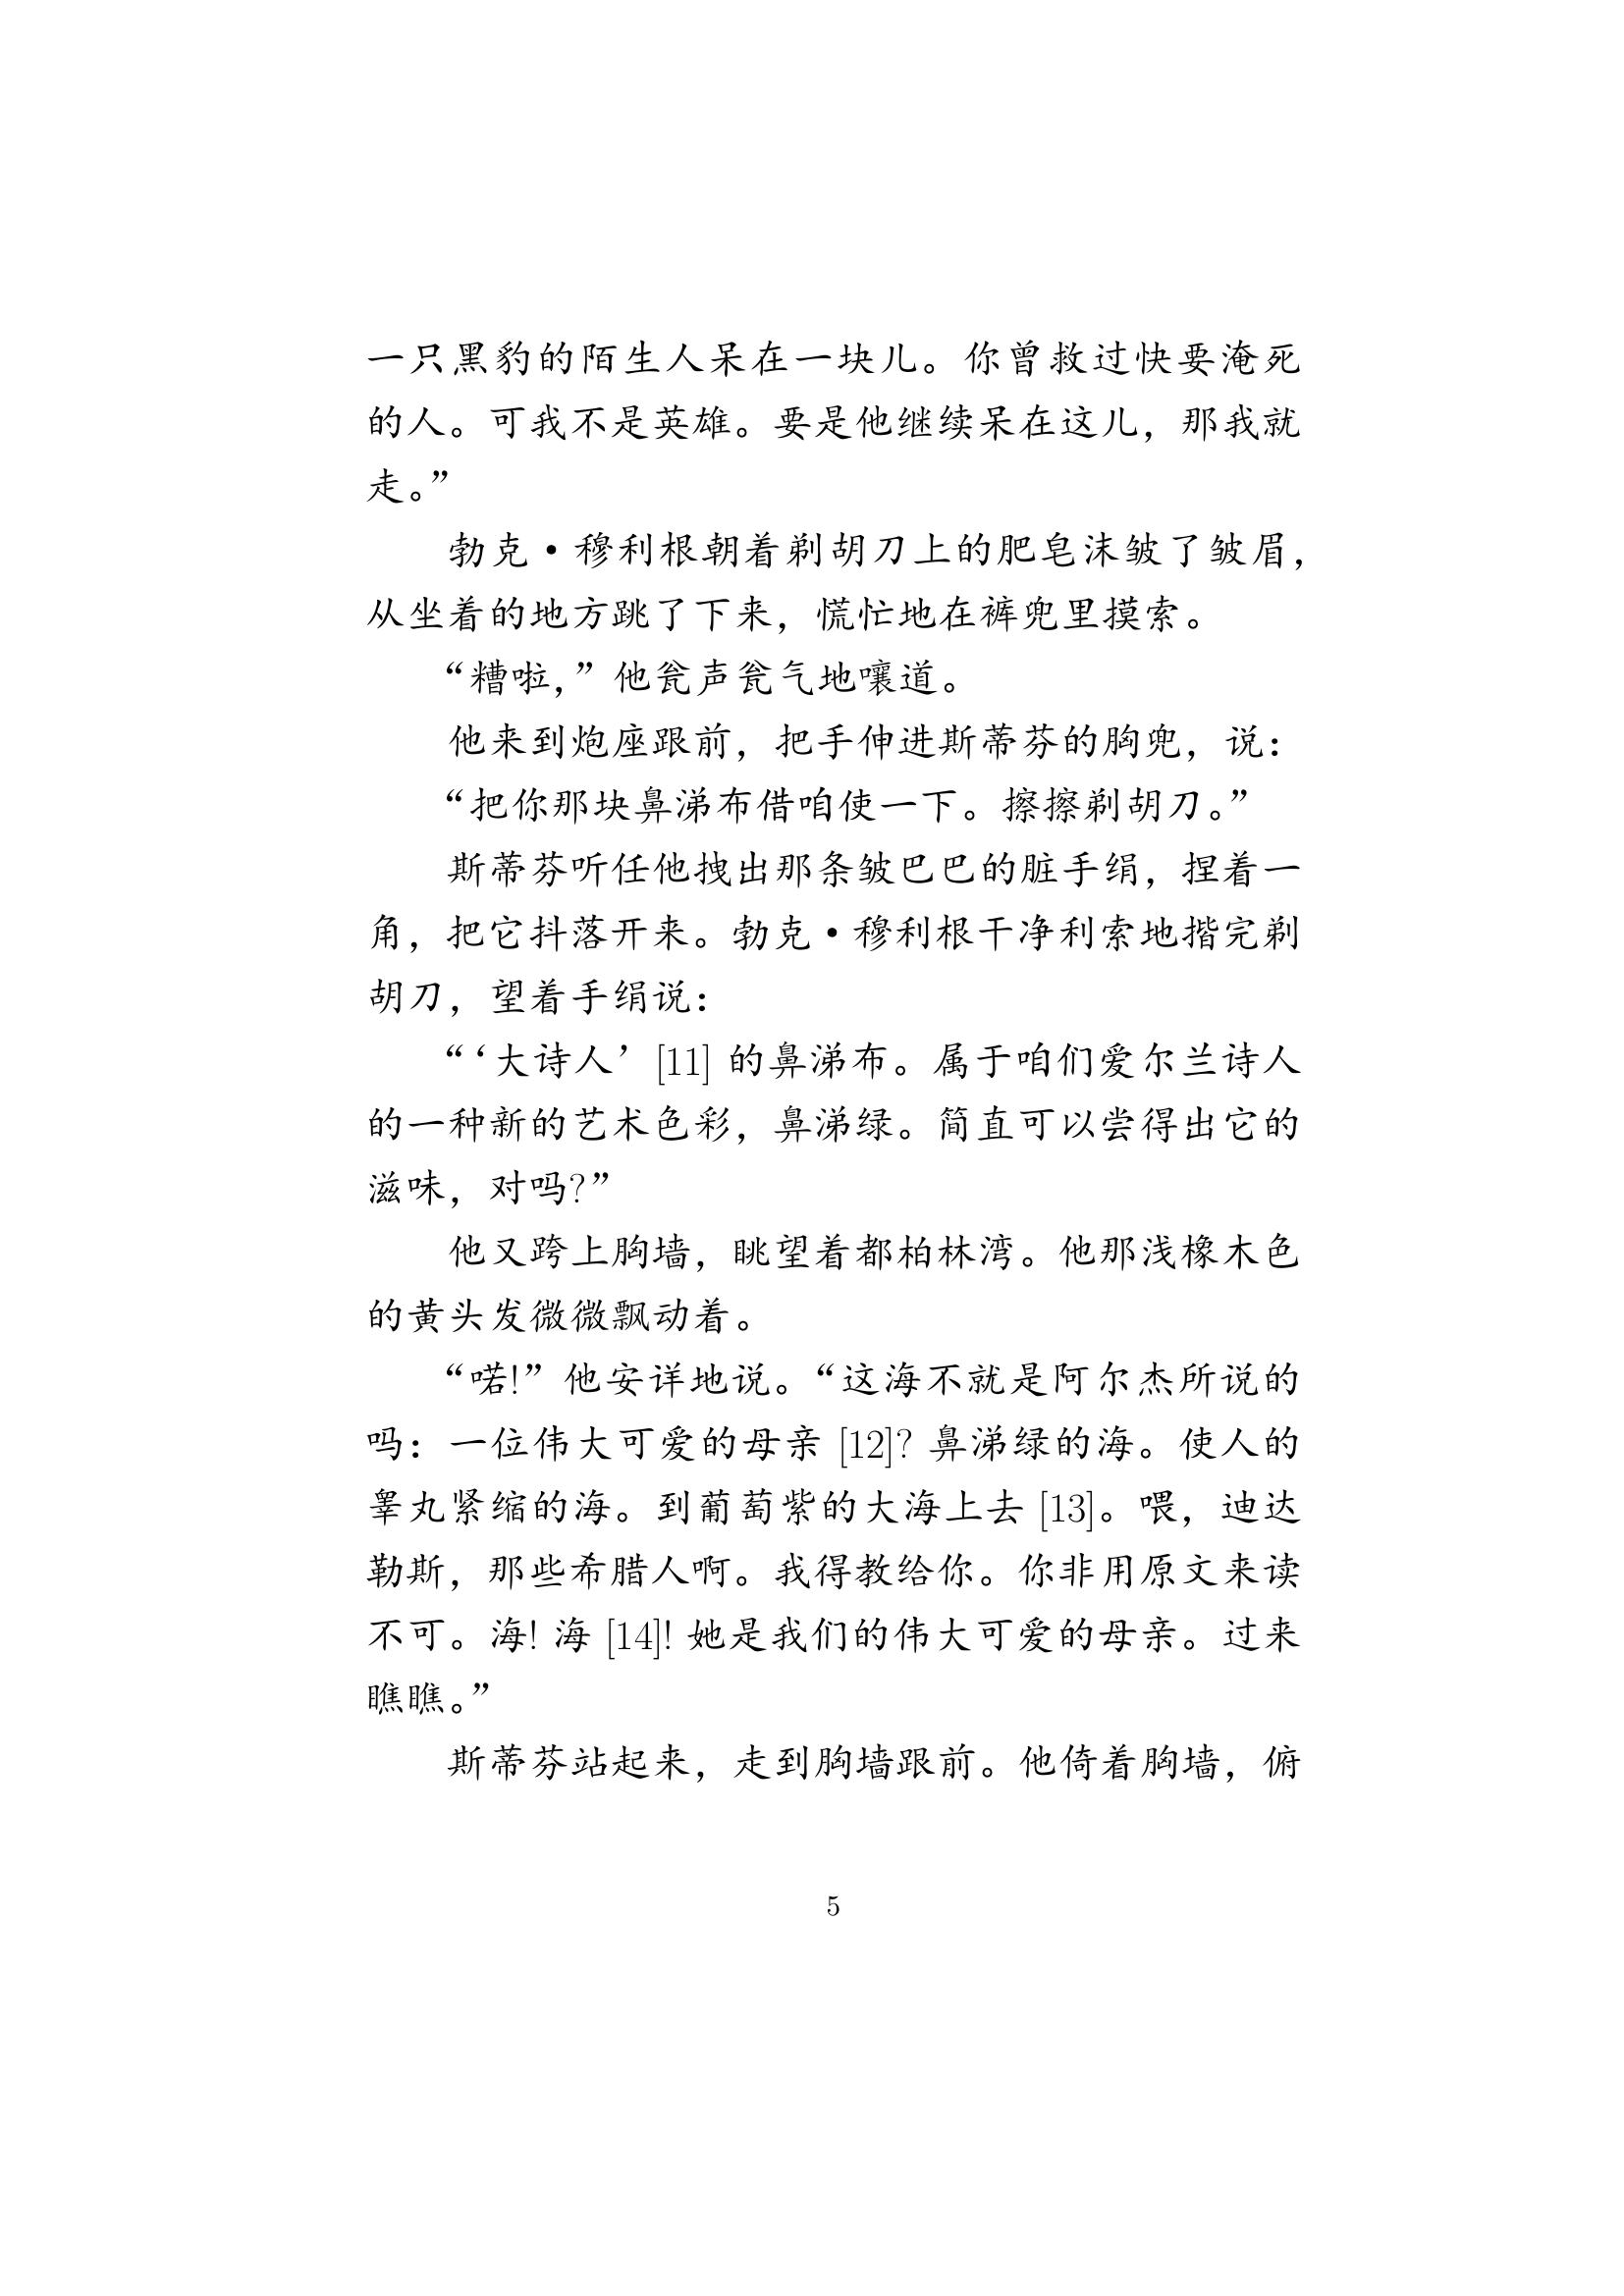 一只黑豹的陌生人呆在一块儿。你曾救过快要淹死
的人。可我不是英雄。要是他继续呆在这儿，那我就
走。”
勃克·穆利根朝着剃胡刀上的肥皂沫皱了皱眉，
从坐着的地方跳了下来，慌忙地在裤兜里摸索。
“糟啦，”他瓮声瓮气地嚷道。
他来到炮座跟前，把手伸进斯蒂芬的胸兜，说：
“把你那块鼻涕布借咱使一下。擦擦剃胡刀。”
斯蒂芬听任他拽出那条皱巴巴的脏手绢，捏着一
角，把它抖落开来。勃克·穆利根干净利索地揩完剃
胡刀，望着手绢说：
“‘大诗人’[11] 的鼻涕布。属于咱们爱尔兰诗人
的一种新的艺术色彩，鼻涕绿。简直可以尝得出它的
滋味，对吗?”
他又跨上胸墙，眺望着都柏林湾。他那浅橡木色
的黄头发微微飘动着。
“喏!”他安详地说。“这海不就是阿尔杰所说的
吗：一位伟大可爱的母亲 [12]? 鼻涕绿的海。使人的
睾丸紧缩的海。到葡萄紫的大海上去 [13]。喂，迪达
勒斯，那些希腊人啊。我得教给你。你非用原文来读
不可。海! 海 [14]! 她是我们的伟大可爱的母亲。过来
瞧瞧。”
斯蒂芬站起来，走到胸墙跟前。他倚着胸墙，俯
5